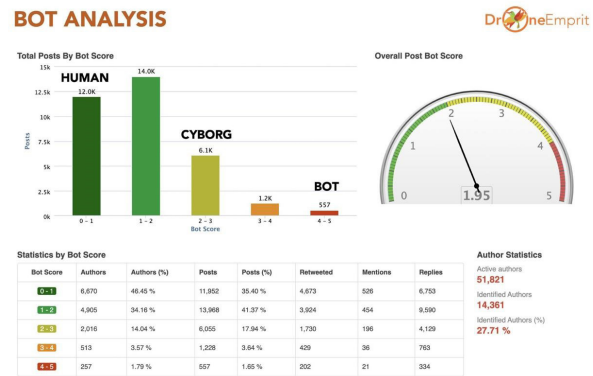 BOT ANALYSIS
DroneEmprit
Total Posts By Bot Score
Overall Post Bot Score
15k
12.5k
10k
7.5k
5k
2.5k
0k
Posts
HUMAN
12.0K
14.0K
CYBORG
6.1K
1.2K
BOT
557
0 – 1
1 – 2
2 – 3
3 – 4
4 – 5
Bot Score
0
1
2
3
4
5
1.95
Statistics by Bot Score
Bot Score Authors Authors (%) Posts Posts (%) Retweeted Mentions Replies
0 - 1 6,670 46.45 % 11,952 35.40 % 4,673 526 6,753
1 - 2 4,905 34.16 % 13,968 41.37 % 3,924 454 9,590
2 - 3 2,016 14.04 % 6,055 17.94 % 1,730 196 4,129
3 - 4 513 3.57 % 1,228 3.64 % 429 36 763
4 - 5 257 1.79 % 557 1.65 % 202 21 334
Author Statistics
Active authors
51,821
Identified Authors
14,361
Identified Authors (%)
27.71 %